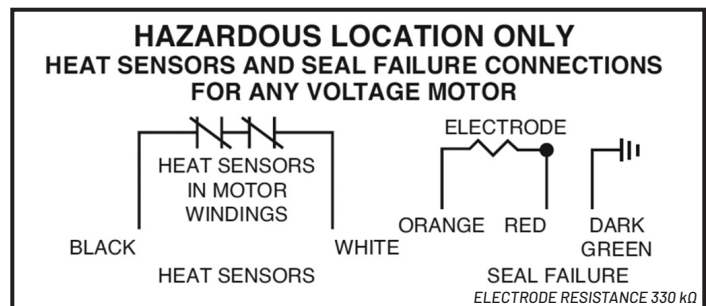 HAZARDOUS LOCATION ONLY
HEAT SENSORS AND SEAL FAILURE CONNECTIONS
FOR ANY VOLTAGE MOTOR
HEAT SENSORS
IN MOTOR
WINDINGS
BLACK
WHITE
HEAT SENSORS
ELECTRODE
ORANGE
RED
DARK
GREEN
SEAL FAILURE
ELECTRODE RESISTANCE 330 kΩ